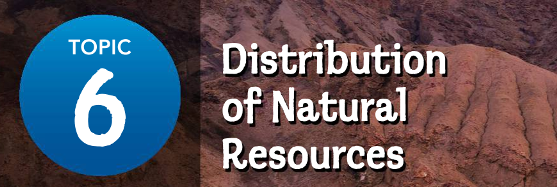 TOPIC
6
Distribution
of Natural
Resources